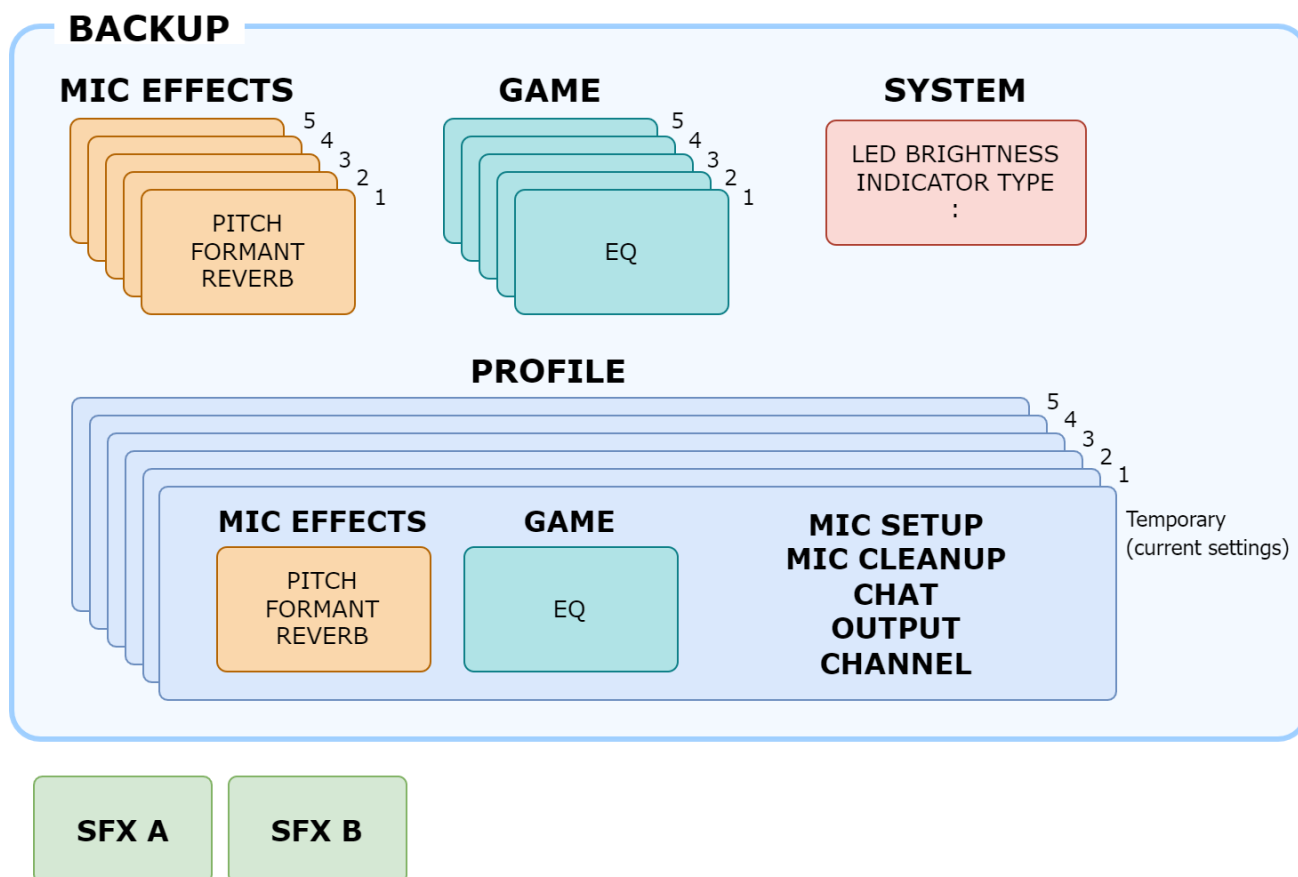 BACKUP
MIC EFFECTS
5
4
3
2
1
PITCH
FORMANT
REVERB
GAME
5
4
3
2
1
EQ
SYSTEM
LED BRIGHTNESS
INDICATOR TYPE
:
PROFILE
5
4
3
2
1
Temporary
(current settings)
MIC EFFECTS
PITCH
FORMANT
REVERB
GAME
EQ
MIC SETUP
MIC CLEANUP
CHAT
OUTPUT
CHANNEL
SFX A
SFX B